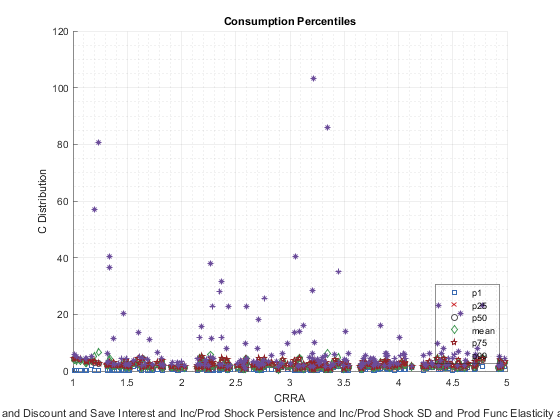 Consumption Percentiles
120
100
80
60
40
20
0
C Distribution
1
1.5
2
2.5
3
3.5
4
4.5
5
CRRA
p1
p25
p50
mean
p75
and Discount and Save Interest and Inc/Prod Shock Persistence and Inc/Prod Shock SD and Prod Func Elasticity